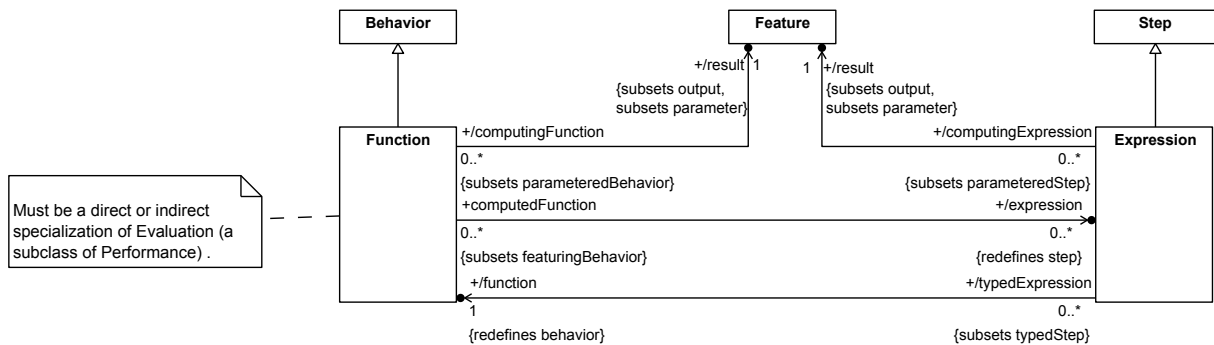 Behavior
Feature
Step
+/result 1
1 +/result
{subsets output,
subsets parameter}
{subsets output,
subsets parameter}
Function
+/computingFunction
0..*
{subsets parameteredBehavior}
+/computingExpression
0..*
{subsets parameteredStep}
Expression
Must be a direct or indirect
specialization of Evaluation (a
subclass of Performance) .
+computedFunction
0..*
{subsets featuringBehavior}
+/expression
0..*
{redefines step}
+/function
1
{redefines behavior}
+/typedExpression
0..*
{subsets typedStep}